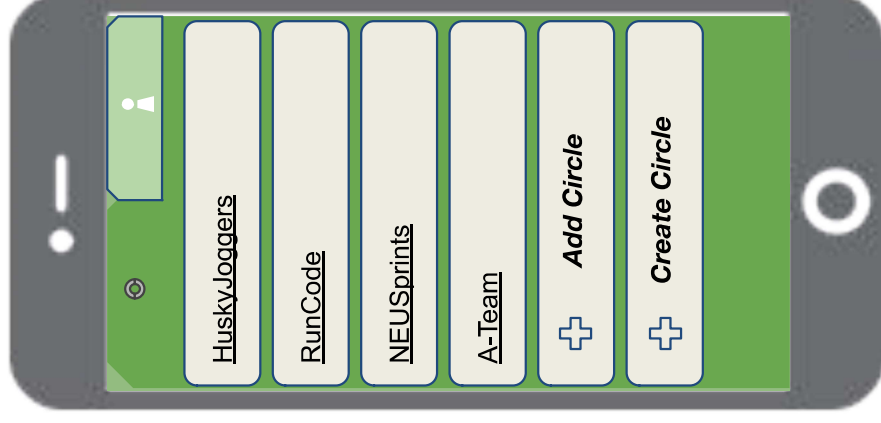 HuskyJoggers
RunCode
NEUSprints
A-Team
Add Circle
Create Circle